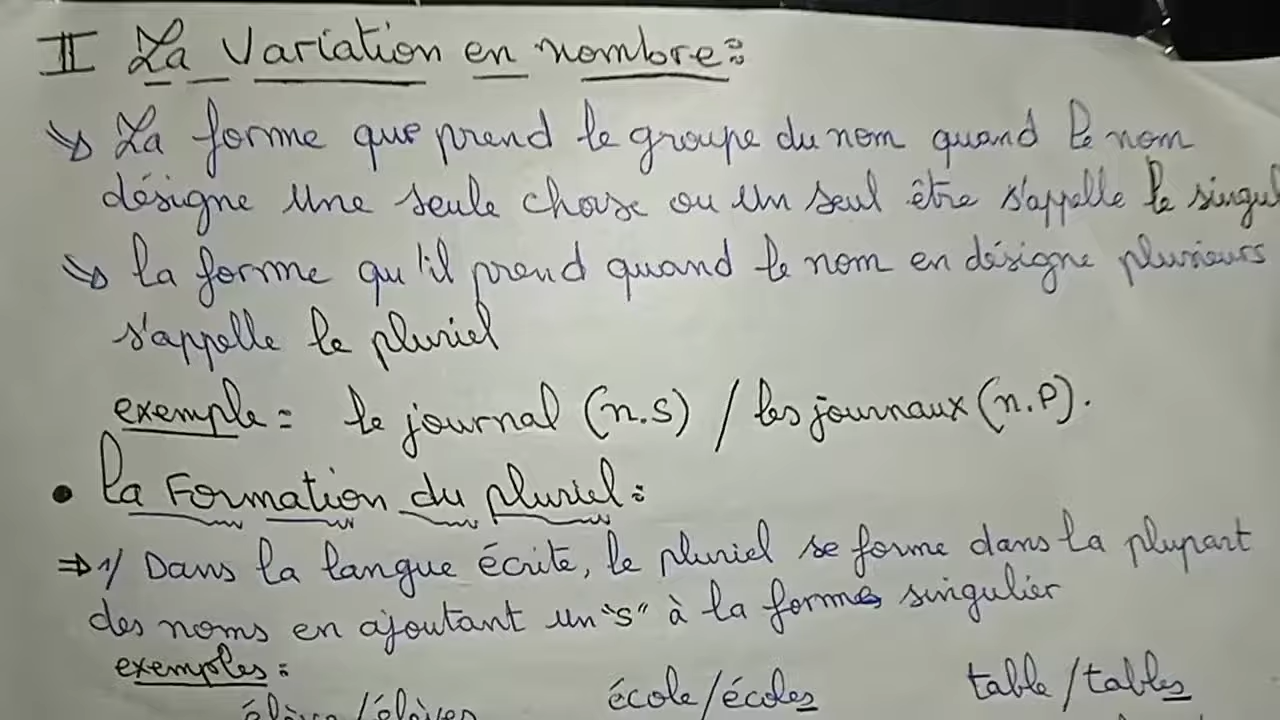 II La Variation en nombre:
↳ La forme que prend le groupe du nom quand le nom
désigne une seule chose ou un seul être s'appelle le singul
↳ la forme qu'il prend quand le nom en désigne plusieurs
s'appelle le pluriel
exemple: le journal (n.s) / les journaux (n.P).
• La Formation du pluriel:
⇒ 1/ Dans la langue écrite, le pluriel se forme dans la plupart
des noms en ajoutant un "s" à la forme singulier
exemples:
élève/élèves école/écoles table/tables